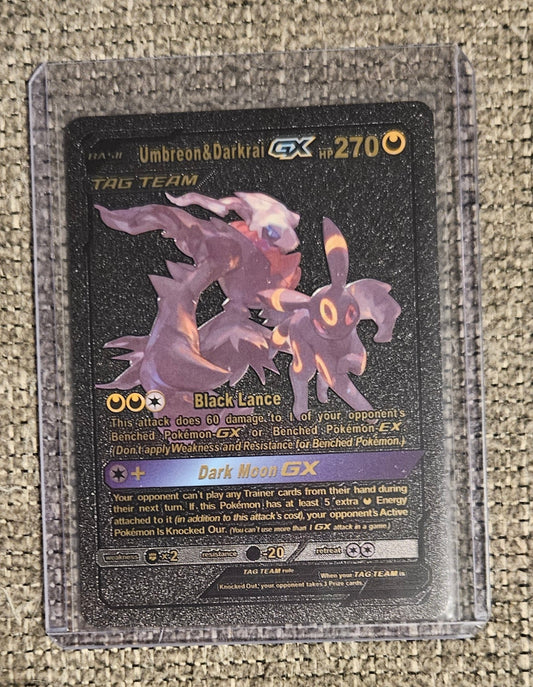 BASIC Umbreon&Darkrai GX HP 270
TAG TEAM
Black Lance
This attack does 60 damage to 1 of your opponent's
Benched Pokémon-GX or Benched Pokémon-EX
(Don't apply Weakness and Resistance for Benched Pokémon.)
+ Dark Moon GX
Your opponent can't play any Trainer cards from their hand during
their next turn. If this Pokémon has at least 5 extra Energy
attached to it (in addition to this attack's cost), your opponent's Active
Pokémon Is Knocked Our. (You can't use more than 1 GX attack in a game.)
weakness ×2 resistance -20 retreat
TAG TEAM rule When your TAG TEAM is
Knocked Out, your opponent takes 3 Prize cards.